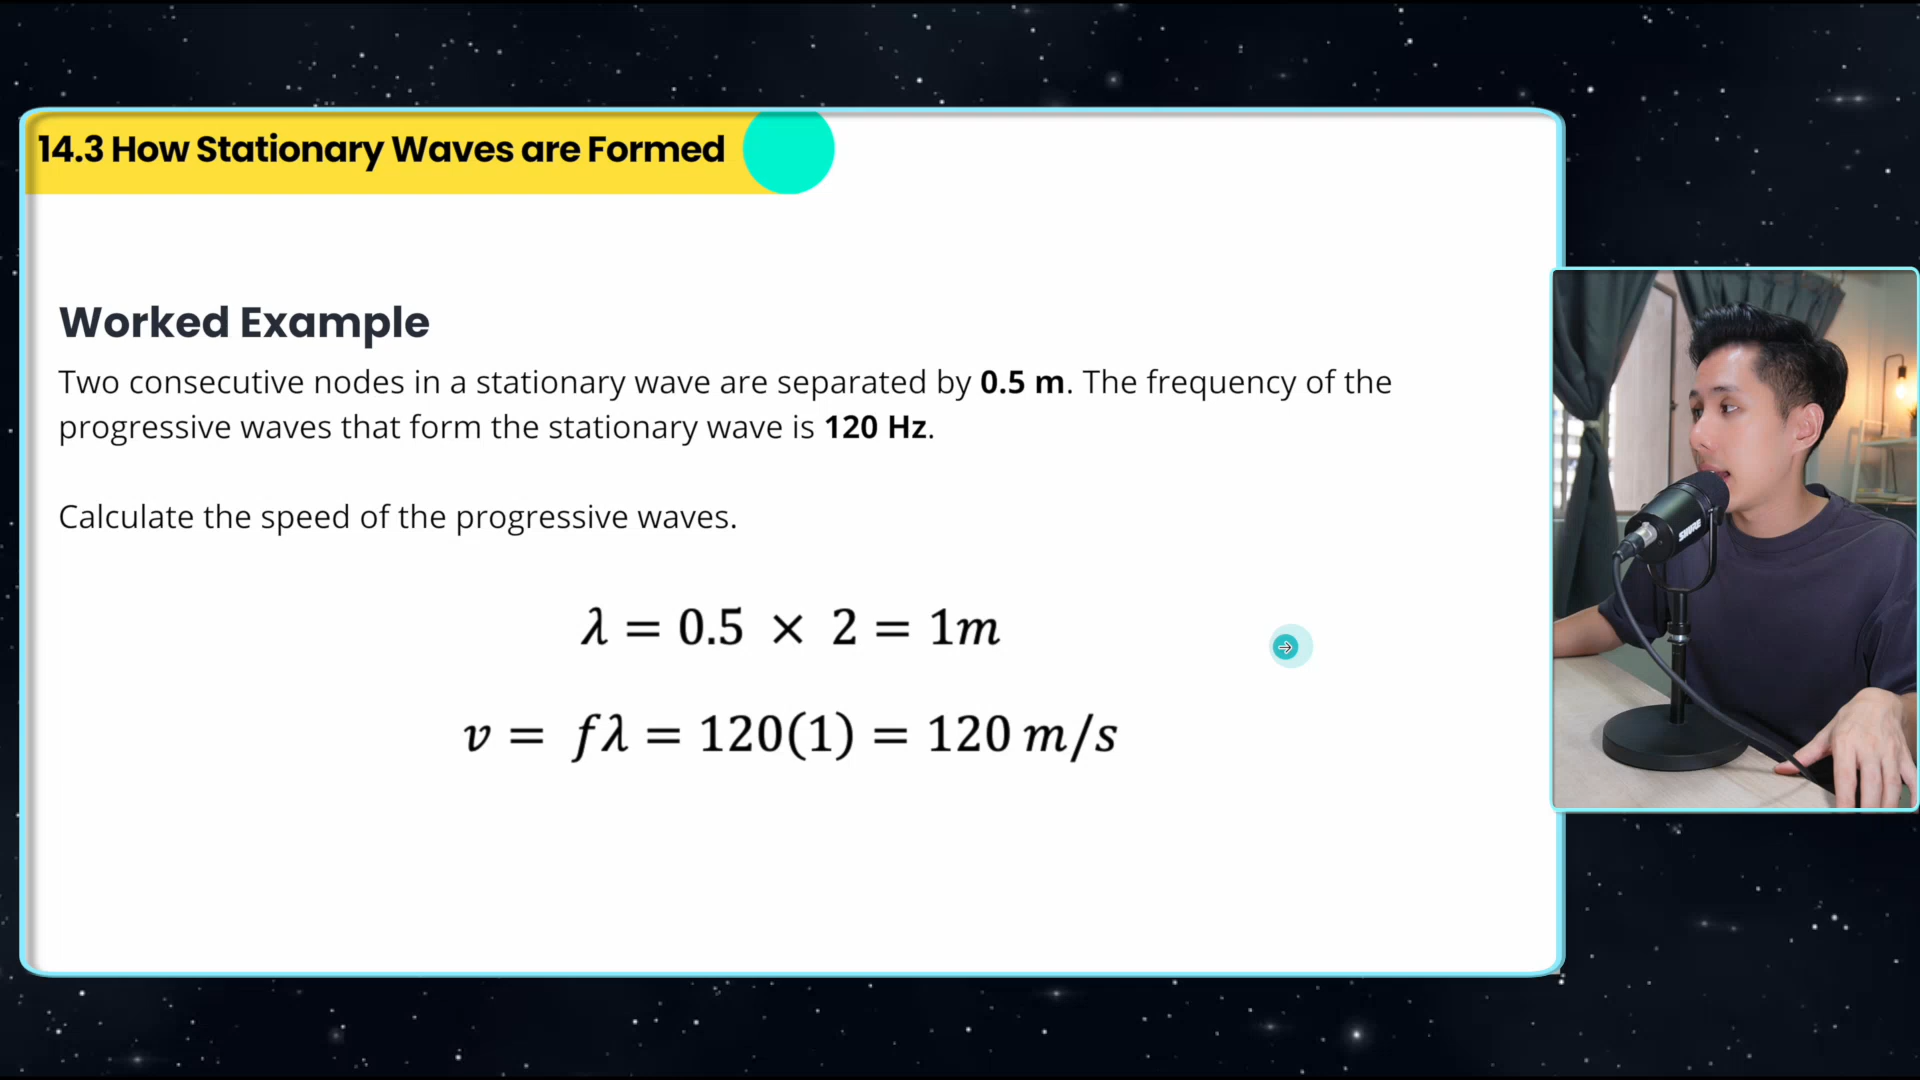 14.3 How Stationary Waves are Formed
Worked Example
Two consecutive nodes in a stationary wave are separated by 0.5 m. The frequency of the
progressive waves that form the stationary wave is 120 Hz.
Calculate the speed of the progressive waves.
λ = 0.5 × 2 = 1m
v = fλ = 120(1) = 120 m/s
SHURE